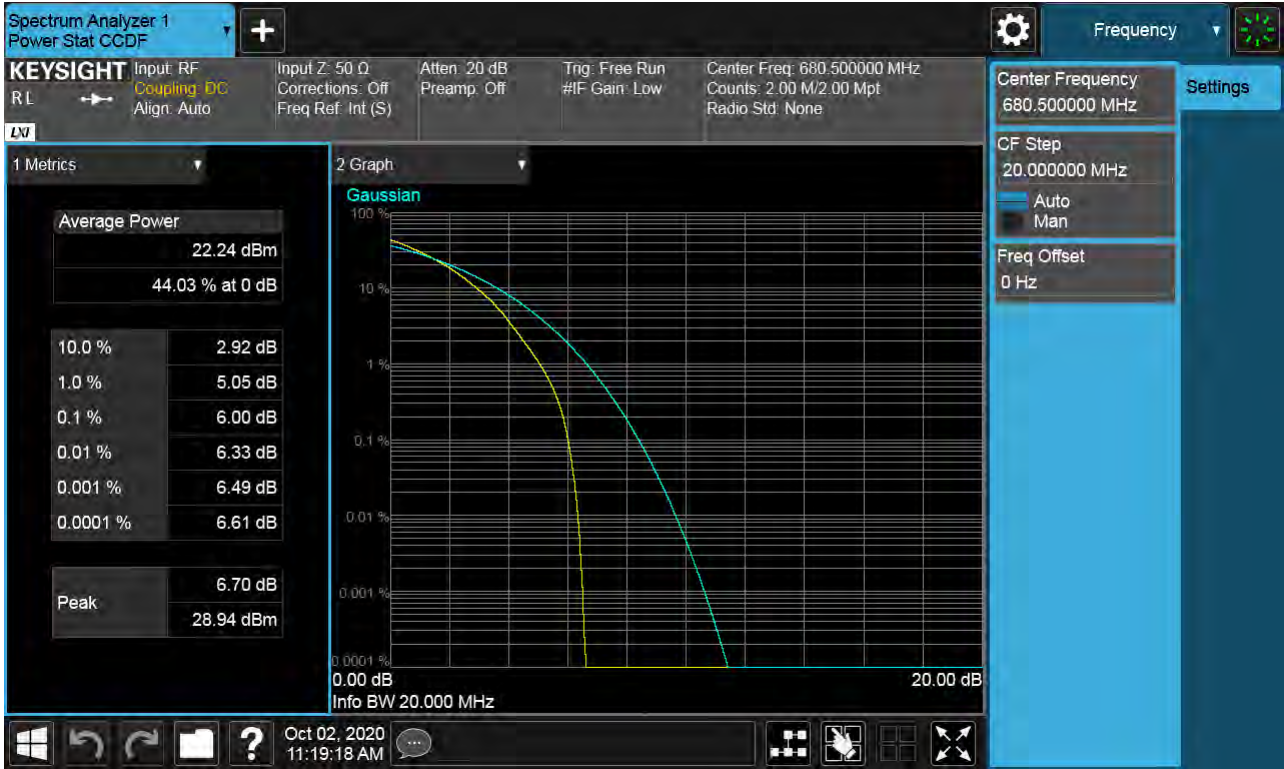 Spectrum Analyzer 1
Power Stat CCDF
+
Frequency
KEYSIGHT
R L
LXI
Input: RF
Coupling: DC
Align: Auto
Input Z: 50 Ω
Corrections: Off
Freq Ref: Int (S)
Atten: 20 dB
Preamp: Off
Trig: Free Run
#IF Gain: Low
Center Freq: 680.500000 MHz
Counts: 2.00 M/2.00 Mpt
Radio Std: None
Center Frequency
680.500000 MHz
Settings
CF Step
20.000000 MHz
Auto
Man
Freq Offset
0 Hz
1 Metrics
Average Power
22.24 dBm
44.03 % at 0 dB
10.0 % 2.92 dB
1.0 % 5.05 dB
0.1 % 6.00 dB
0.01 % 6.33 dB
0.001 % 6.49 dB
0.0001 % 6.61 dB
Peak
6.70 dB
28.94 dBm
2 Graph
Gaussian
100 %
10 %
1 %
0.1 %
0.01 %
0.001 %
0.0001 %
0.00 dB 20.00 dB
Info BW 20.000 MHz
?
Oct 02, 2020
11:19:18 AM